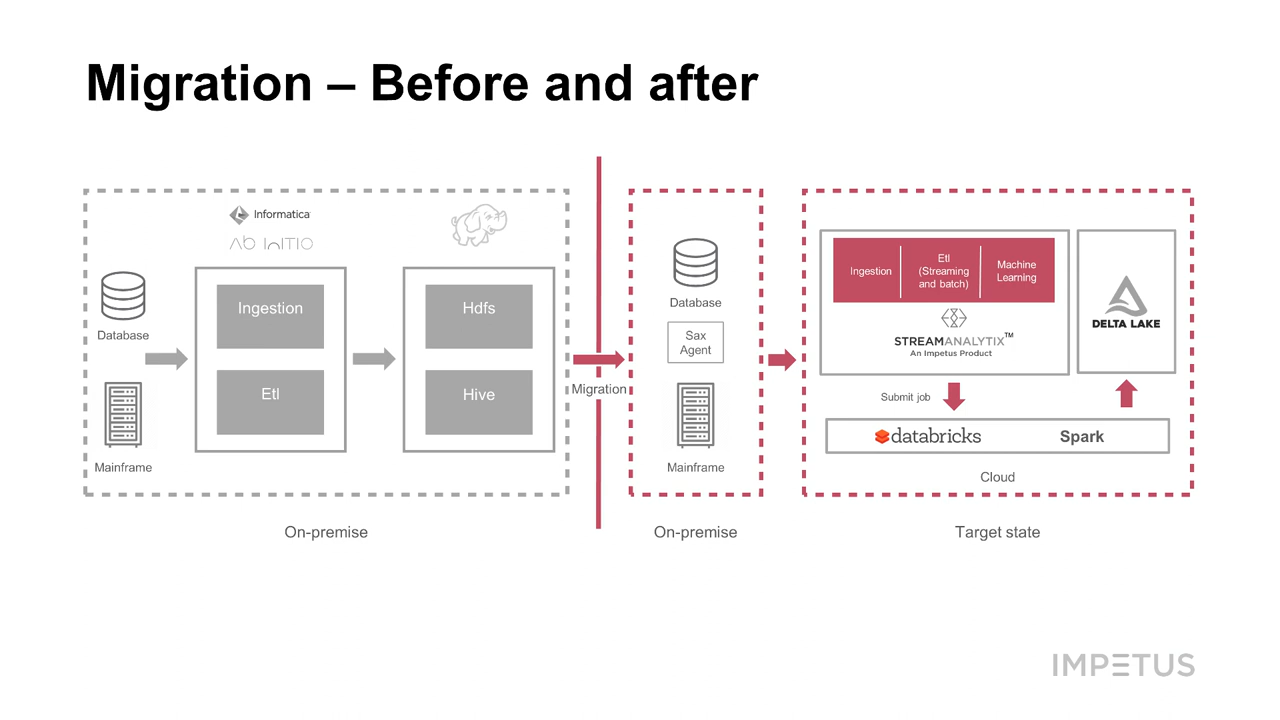 Migration – Before and after
Informatica
Ab InITIO
Database
Mainframe
Ingestion
Etl
Hdfs
Hive
On-premise
Migration
Database
Sax
Agent
Mainframe
On-premise
Ingestion
Etl
(Streaming
and batch)
Machine
Learning
STREAMANALYTIX™
An Impetus Product
DELTA LAKE
Submit job
databricks
Spark
Cloud
Target state
IMPETUS